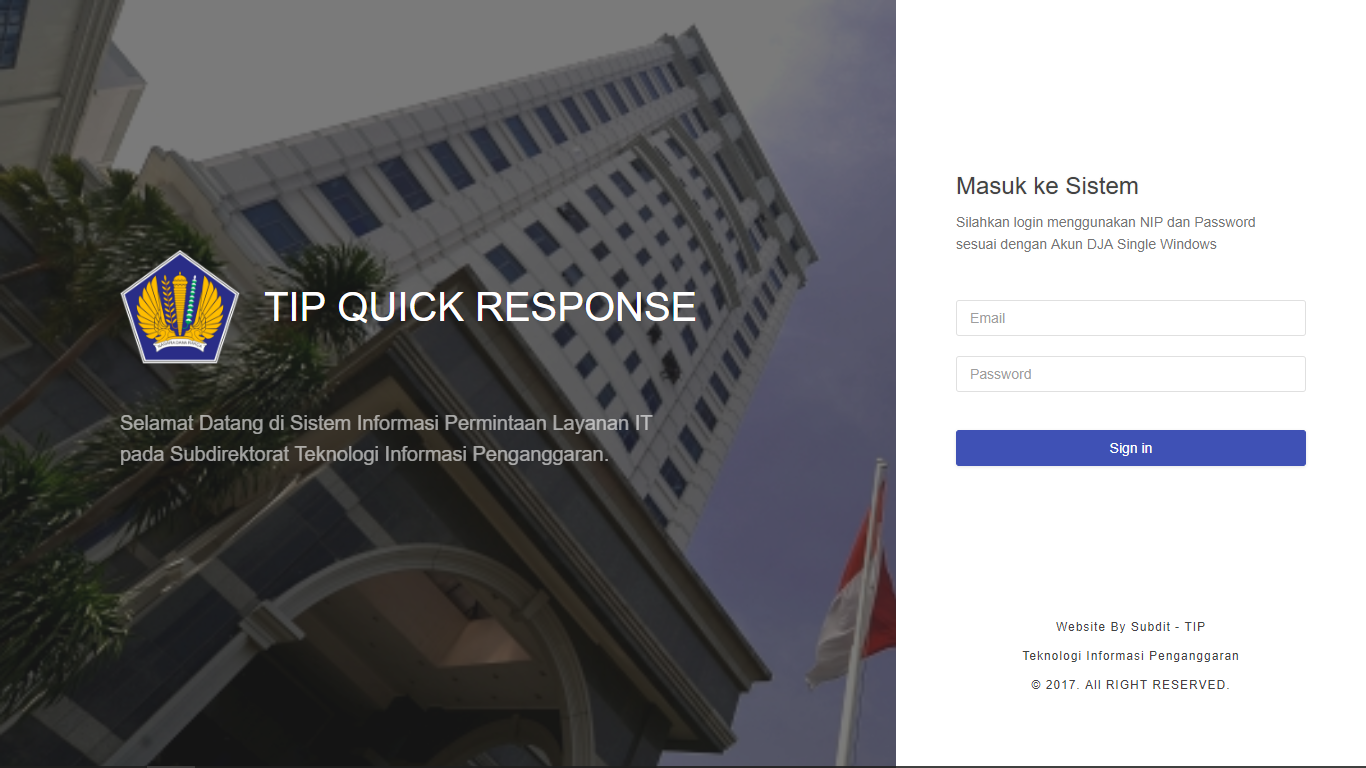 TIP QUICK RESPONSE
Selamat Datang di Sistem Informasi Permintaan Layanan IT
pada Subdirektorat Teknologi Informasi Penganggaran.
Masuk ke Sistem
Silahkan login menggunakan NIP dan Password
sesuai dengan Akun DJA Single Windows
Email
Password
Sign in
Website By Subdit - TIP
Teknologi Informasi Penganggaran
© 2017. All RIGHT RESERVED.